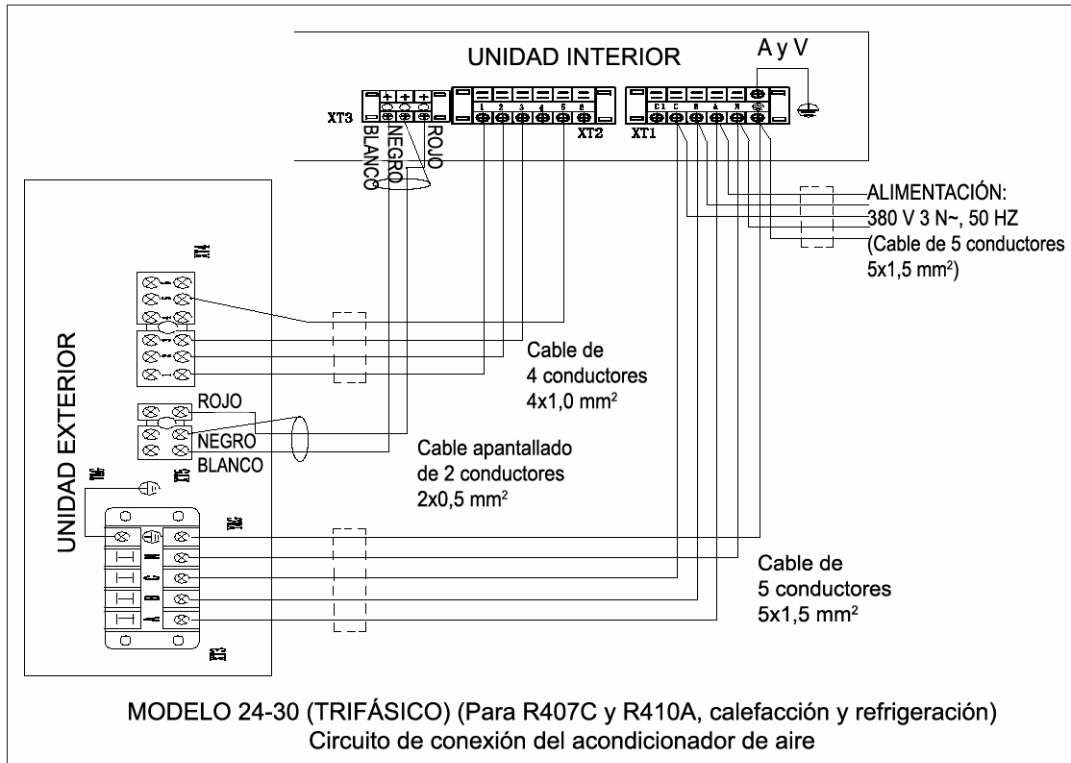 UNIDAD INTERIOR
A y V
XT3
1 2 3 4 5 6
XT2
XT1
C1 C B A N
BLANCO
NEGRO
ROJO
ALIMENTACIÓN:
380 V 3 N~, 50 HZ
(Cable de 5 conductores
5x1,5 mm²)
XT4
UNIDAD EXTERIOR
Cable de
4 conductores
4x1,0 mm²
ROJO
NEGRO
BLANCO
Cable apantallado
de 2 conductores
2x0,5 mm²
N
C
B
A
Cable de
5 conductores
5x1,5 mm²
MODELO 24-30 (TRIFÁSICO) (Para R407C y R410A, calefacción y refrigeración)
Circuito de conexión del acondicionador de aire